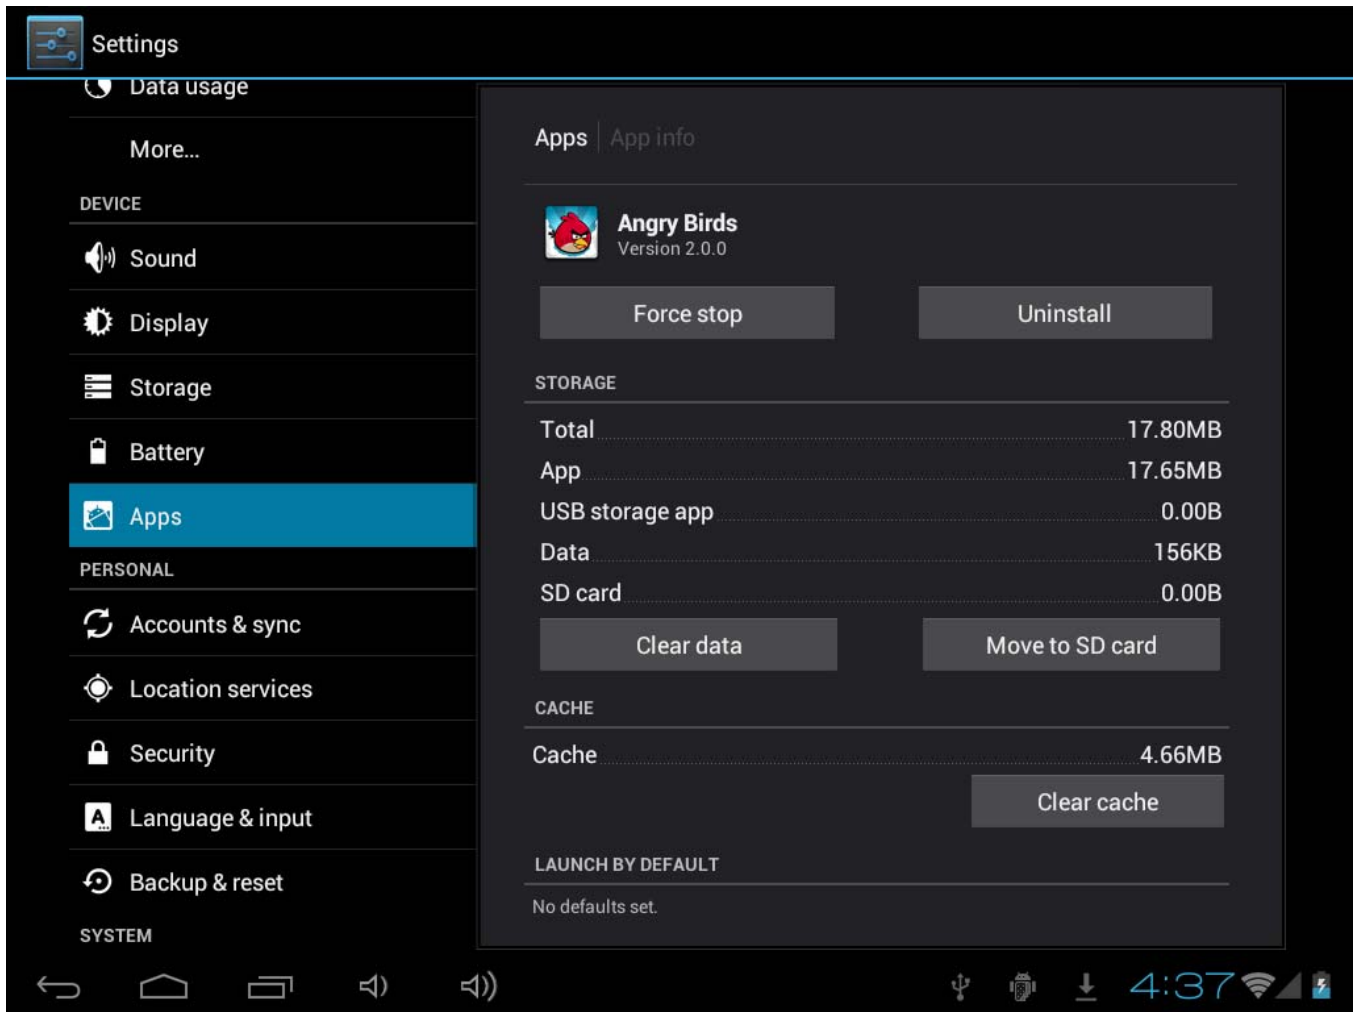 Settings
Data usage
More...
DEVICE
Sound
Display
Storage
Battery
Apps
PERSONAL
Accounts & sync
Location services
Security
Language & input
Backup & reset
SYSTEM
Apps App info
Angry Birds
Version 2.0.0
Force stop Uninstall
STORAGE
Total 17.80MB
App 17.65MB
USB storage app 0.00B
Data 156KB
SD card 0.00B
Clear data Move to SD card
CACHE
Cache 4.66MB
Clear cache
LAUNCH BY DEFAULT
No defaults set.
4:37